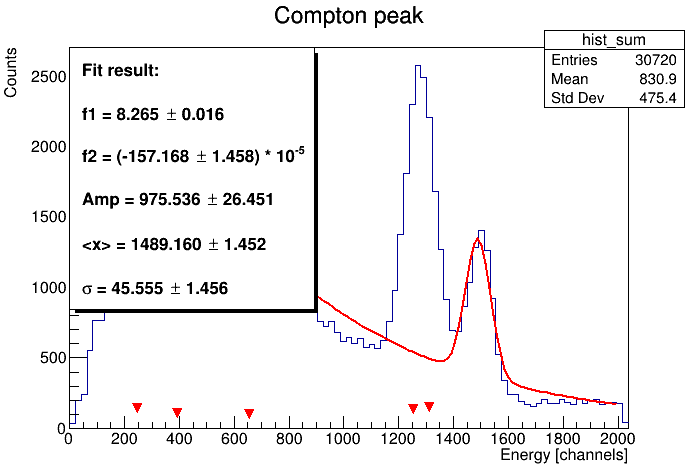 Compton peak
Counts
hist_sum
Entries 30720
Mean 830.9
Std Dev 475.4
Fit result:
f1 = 8.265 ± 0.016
f2 = (-157.168 ± 1.458) * 10⁻⁵
Amp = 975.536 ± 26.451
<x> = 1489.160 ± 1.452
σ = 45.555 ± 1.456
2500
2000
1500
1000
500
0
0 200 400 600 800 1000 1200 1400 1600 1800 2000
Energy [channels]